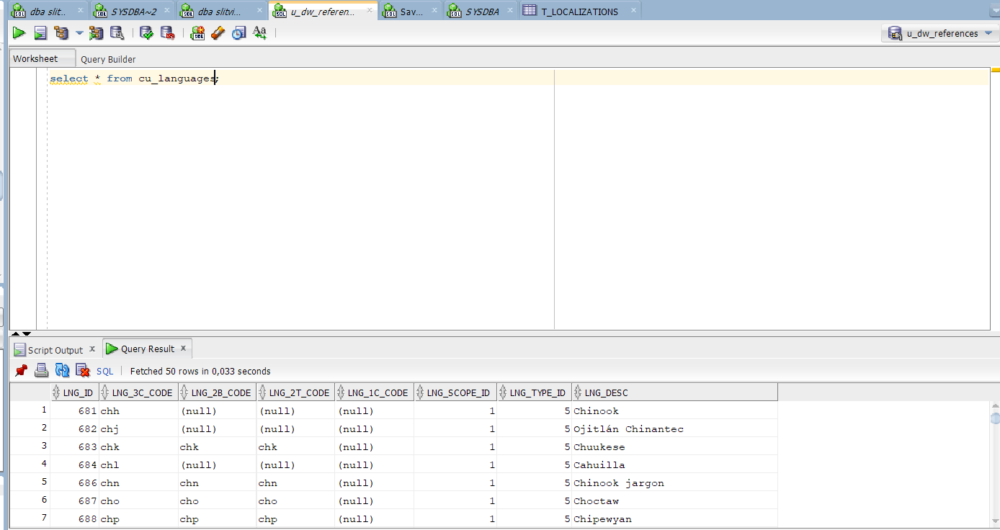 dba slit... SYSDBA~2 dba slitvi... u_dw_referen... Sav... SYSDBA T_LOCALIZATIONS
u_dw_references
Worksheet Query Builder
select * from cu_languages;
Script Output Query Result
SQL Fetched 50 rows in 0,033 seconds
LNG_ID LNG_3C_CODE LNG_2B_CODE LNG_2T_CODE LNG_1C_CODE LNG_SCOPE_ID LNG_TYPE_ID LNG_DESC
1 681 chh (null) (null) (null) 1 5 Chinook
2 682 chj (null) (null) (null) 1 5 Ojitlán Chinantec
3 683 chk chk chk (null) 1 5 Chuukese
4 684 chl (null) (null) (null) 1 5 Cahuilla
5 686 chn chn chn (null) 1 5 Chinook jargon
6 687 cho cho cho (null) 1 5 Choctaw
7 688 chp chp chp (null) 1 5 Chipewyan